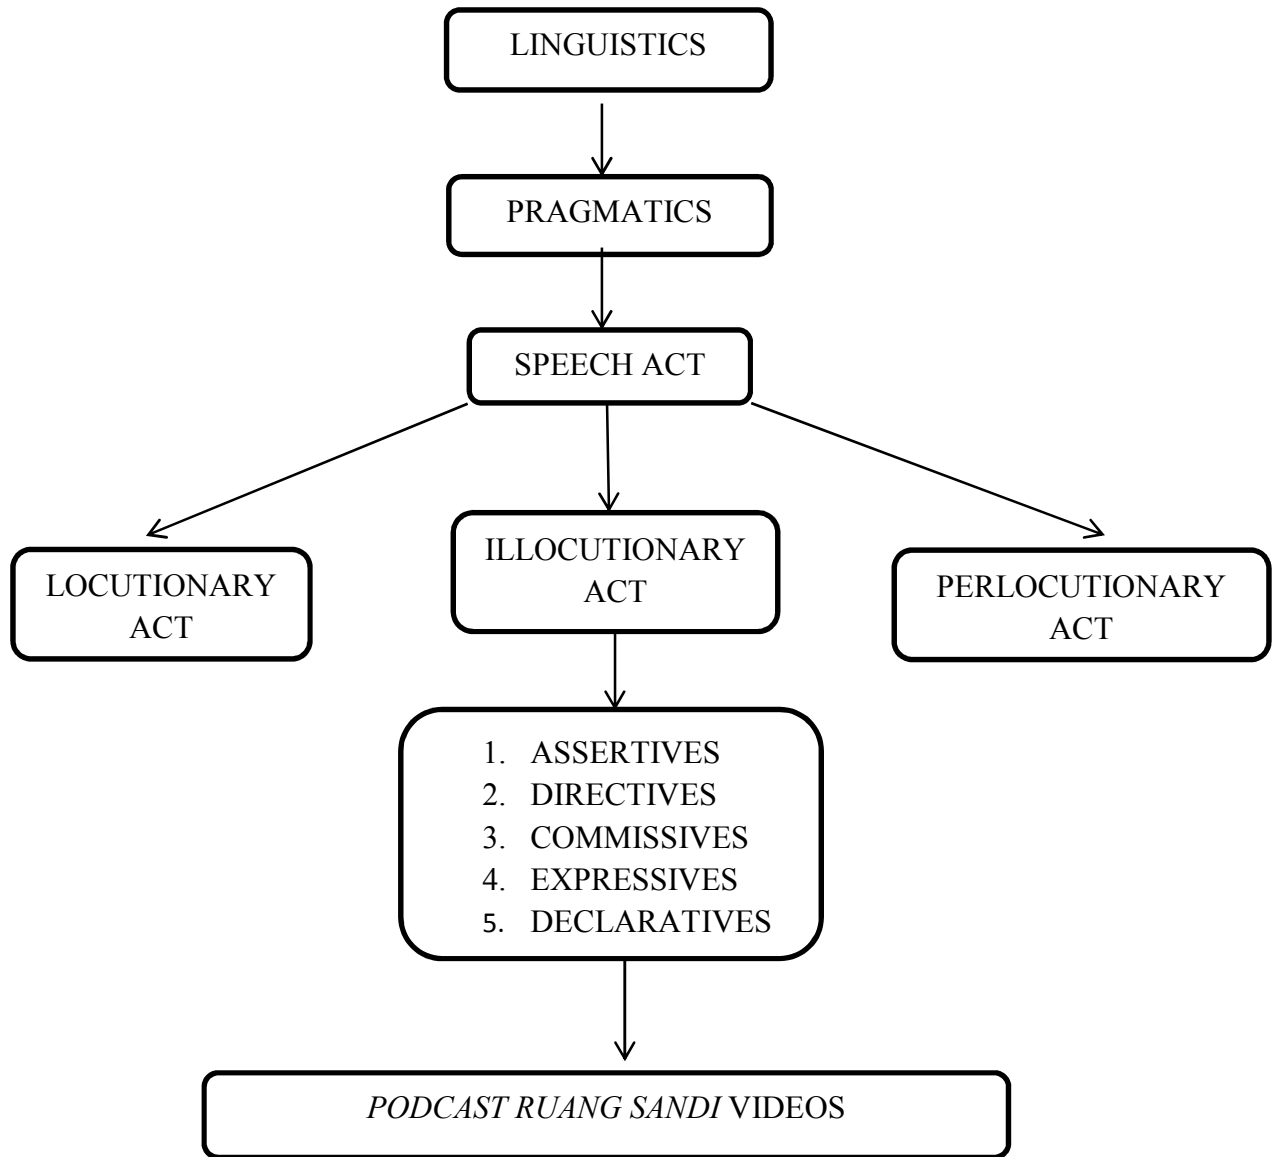 LINGUISTICS
PRAGMATICS
SPEECH ACT
LOCUTIONARY
ACT
ILLOCUTIONARY
ACT
PERLOCUTIONARY
ACT
1. ASSERTIVES
2. DIRECTIVES
3. COMMISSIVES
4. EXPRESSIVES
5. DECLARATIVES
PODCAST RUANG SANDI VIDEOS